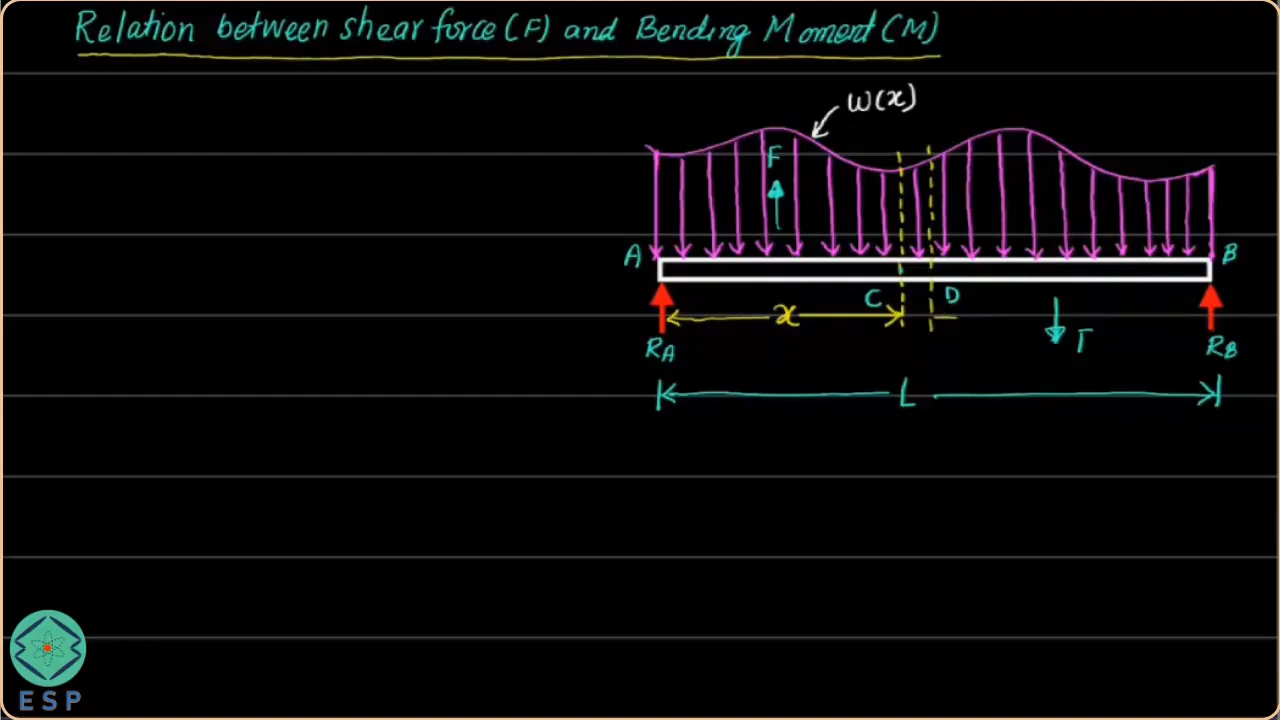 Relation between shear force (F) and Bending Moment (M)
w(x)
F
A
B
C D
x
RA
RB
L
ESP